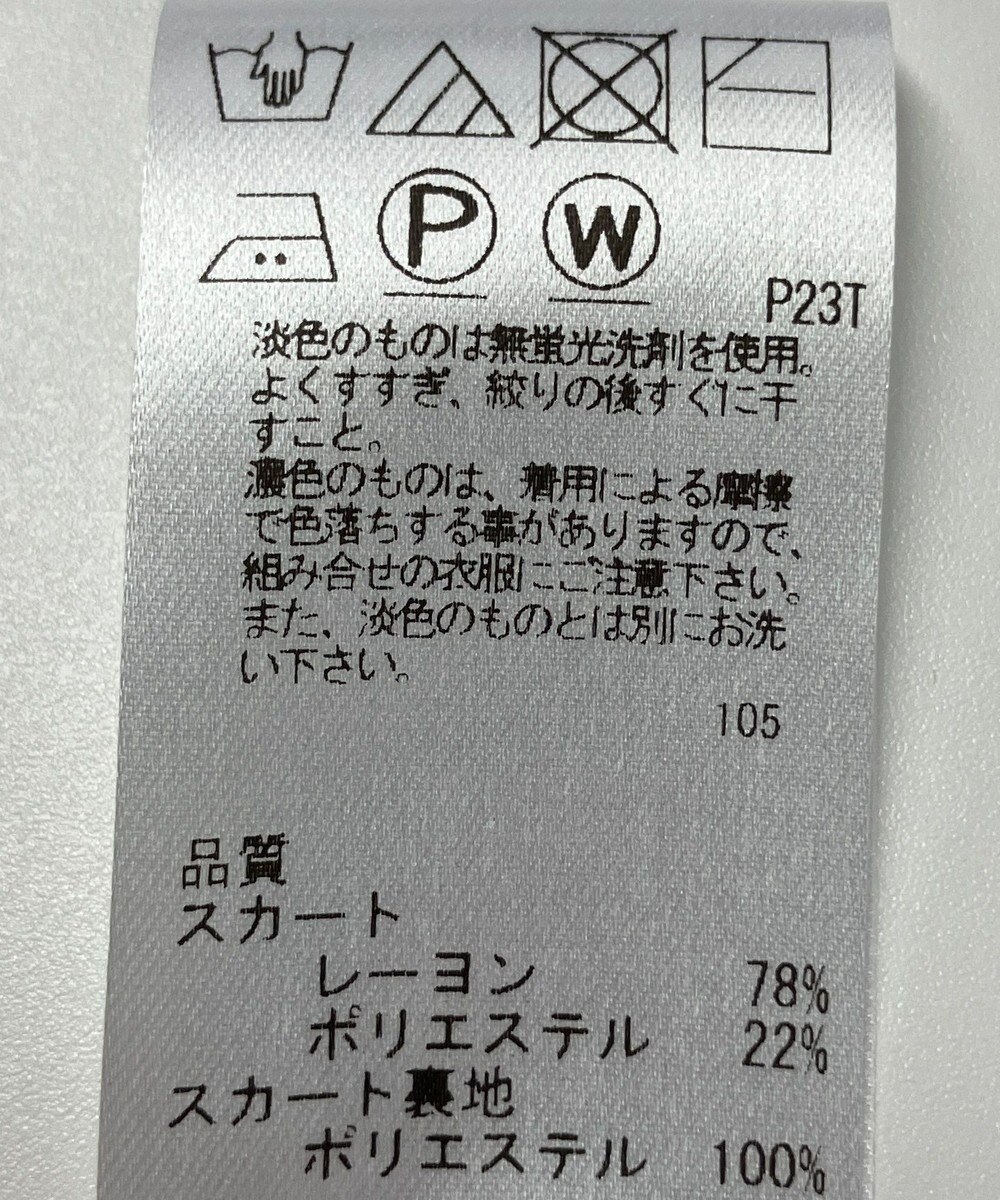 P
W
P23T
淡色のものは無蛍光洗剤を使用。
よくすすぎ、絞りの後すぐに干
すこと。
濃色のものは、着用による摩擦
で色落ちする事がありますので、
組み合せの衣服にご注意下さい。
また、淡色のものとは別にお洗
い下さい。
105
品質
スカート
レーヨン 78%
ポリエステル 22%
スカート裏地
ポリエステル 100%